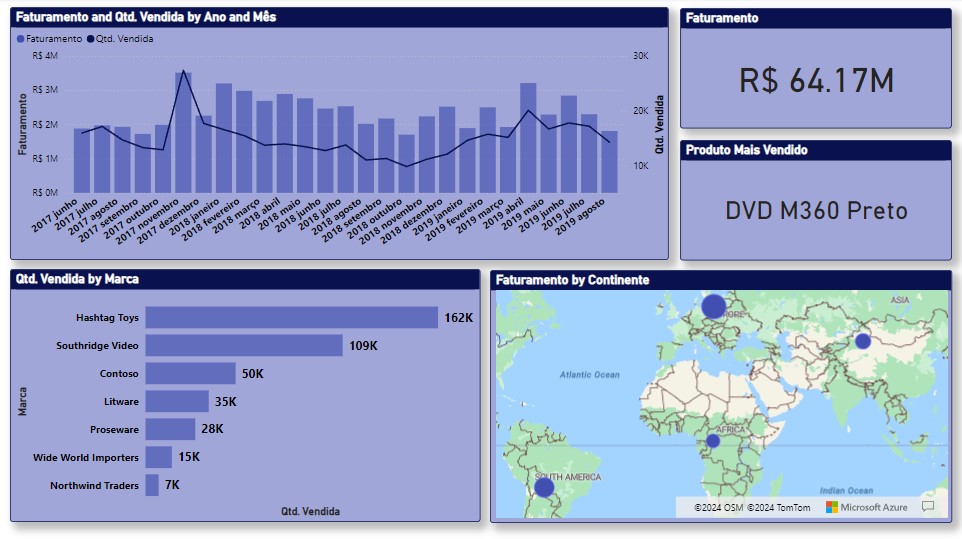 Faturamento and Qtd. Vendida by Ano and Mês
Faturamento Qtd. Vendida
R$ 4M
R$ 3M
R$ 2M
R$ 1M
R$ 0M
Faturamento
30K
20K
10K
Qtd. Vendida
2017 junho
2017 julho
2017 agosto
2017 setembro
2017 outubro
2017 novembro
2017 dezembro
2018 janeiro
2018 fevereiro
2018 março
2018 abril
2018 maio
2018 junho
2018 julho
2018 agosto
2018 setembro
2018 outubro
2018 novembro
2018 dezembro
2019 janeiro
2019 fevereiro
2019 março
2019 abril
2019 maio
2019 junho
2019 julho
2019 agosto
Faturamento
R$ 64.17M
Produto Mais Vendido
DVD M360 Preto
Qtd. Vendida by Marca
Marca
Hashtag Toys 162K
Southridge Video 109K
Contoso 50K
Litware 35K
Proseware 28K
Wide World Importers 15K
Northwind Traders 7K
Qtd. Vendida
Faturamento by Continente
ASIA
Atlantic Ocean
AFRICA
SOUTH AMERICA
Indian Ocean
©2024 OSM ©2024 TomTom Microsoft Azure